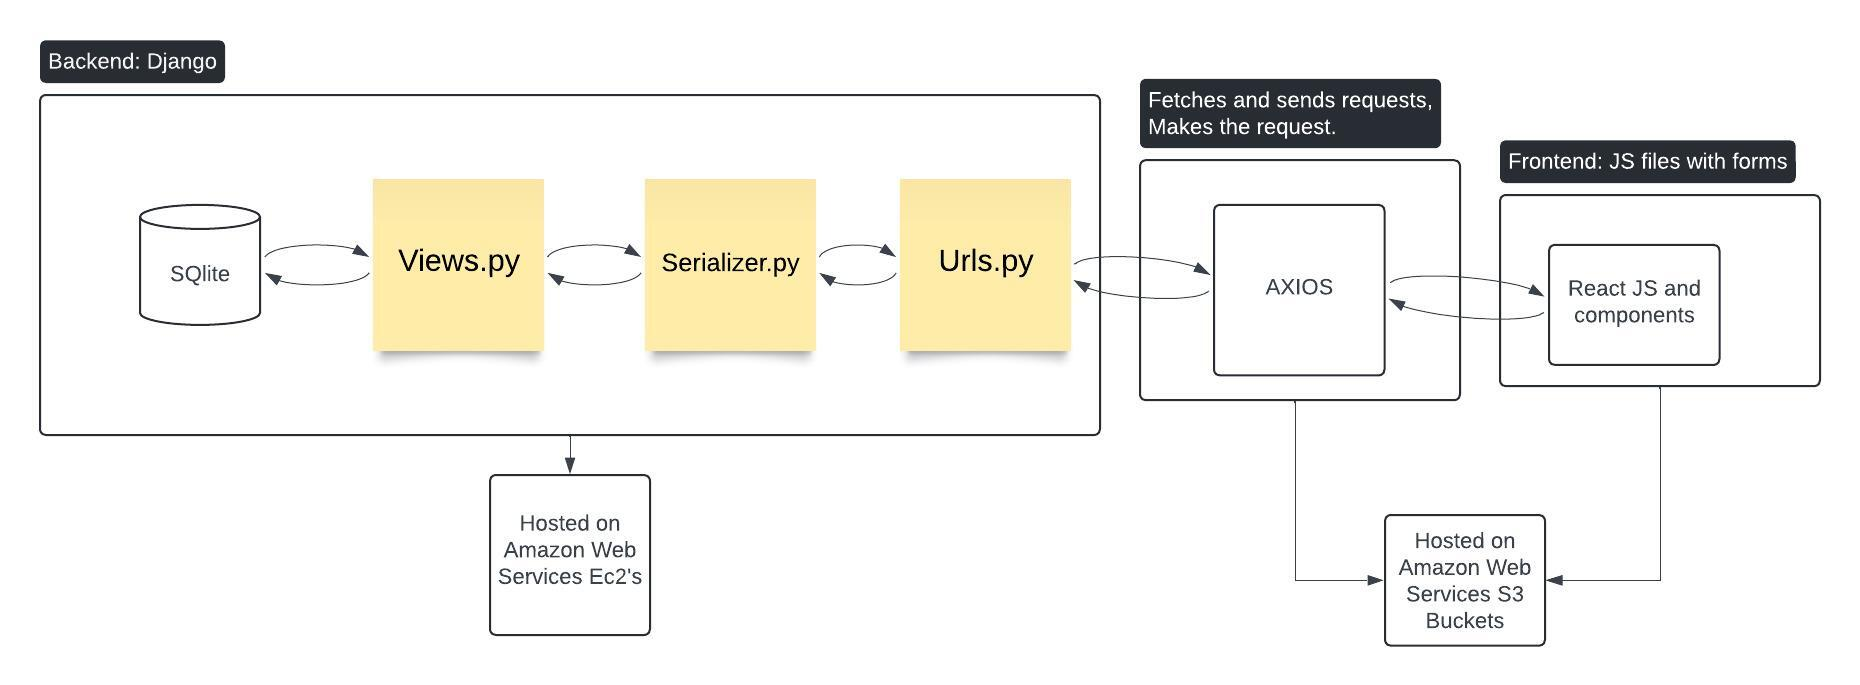 Backend: Django
Fetches and sends requests,
Makes the request.
Frontend: JS files with forms
SQlite
Views.py
Serializer.py
Urls.py
AXIOS
React JS and
components
Hosted on
Amazon Web
Services Ec2's
Hosted on
Amazon Web
Services S3
Buckets